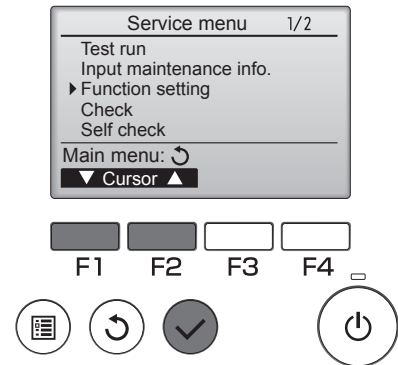 Service menu 1/2
Test run
Input maintenance info.
Function setting
Check
Self check
Main menu:
▼ Cursor ▲
F1 F2 F3 F4